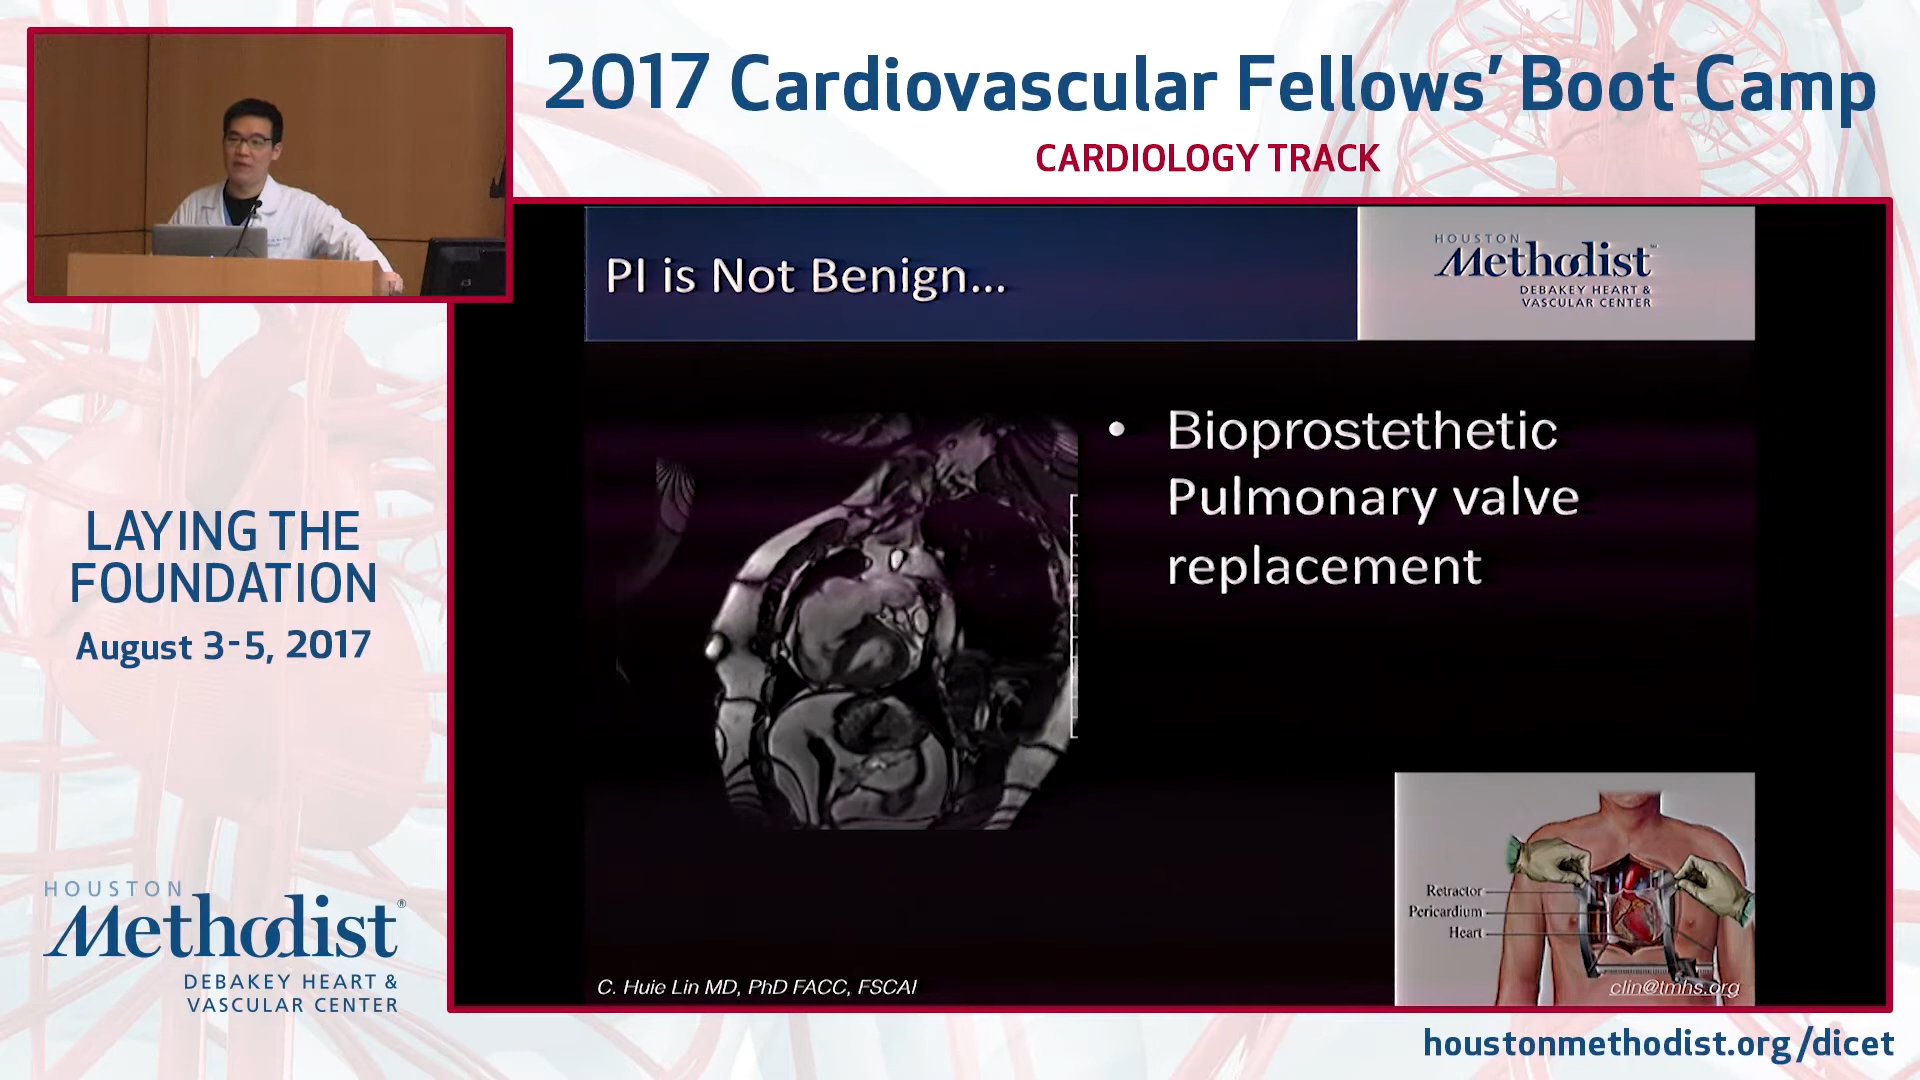 2017 Cardiovascular Fellows’ Boot Camp
CARDIOLOGY TRACK
PI is Not Benign...
HOUSTON
Methodist
DEBAKEY HEART &
VASCULAR CENTER
• Bioprostethetic
Pulmonary valve
replacement
LAYING THE
FOUNDATION
August 3-5, 2017
Retractor
Pericardium
Heart
HOUSTON
Methodist®
DEBAKEY HEART &
VASCULAR CENTER
C. Huie Lin MD, PhD FACC, FSCAI
clin@tmhs.org
houstonmethodist.org/dicet